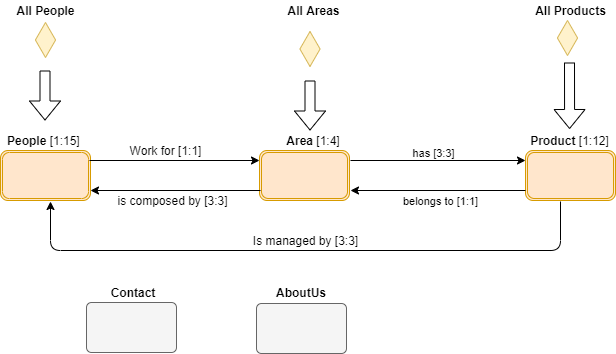 All People
All Areas
All Products
People [1:15]
Work for [1:1]
Area [1:4]
has [3:3]
Product [1:12]
is composed by [3:3]
belongs to [1:1]
Is managed by [3:3]
Contact
AboutUs